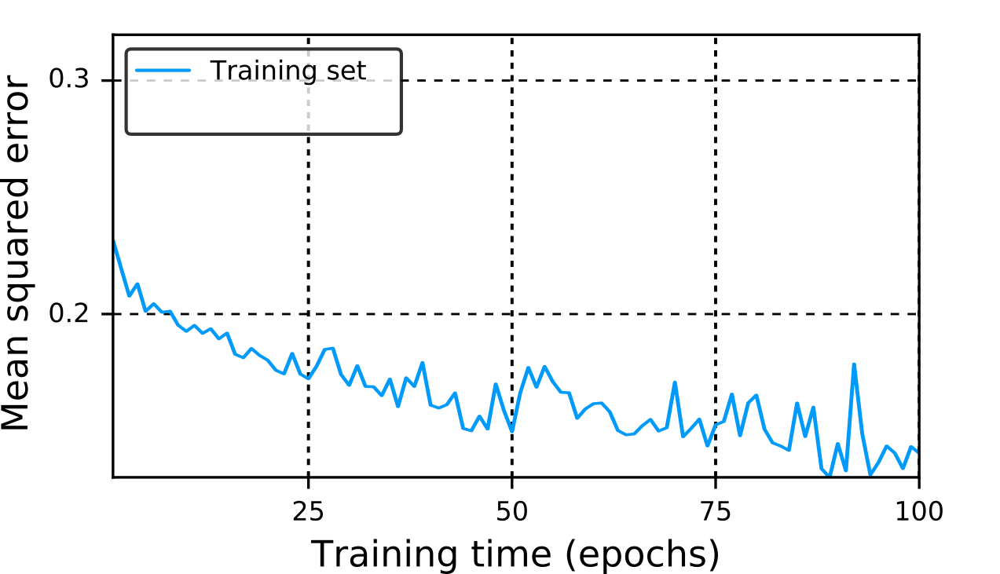 Training set
0.3
0.2
Mean squared error
25 50 75 100
Training time (epochs)